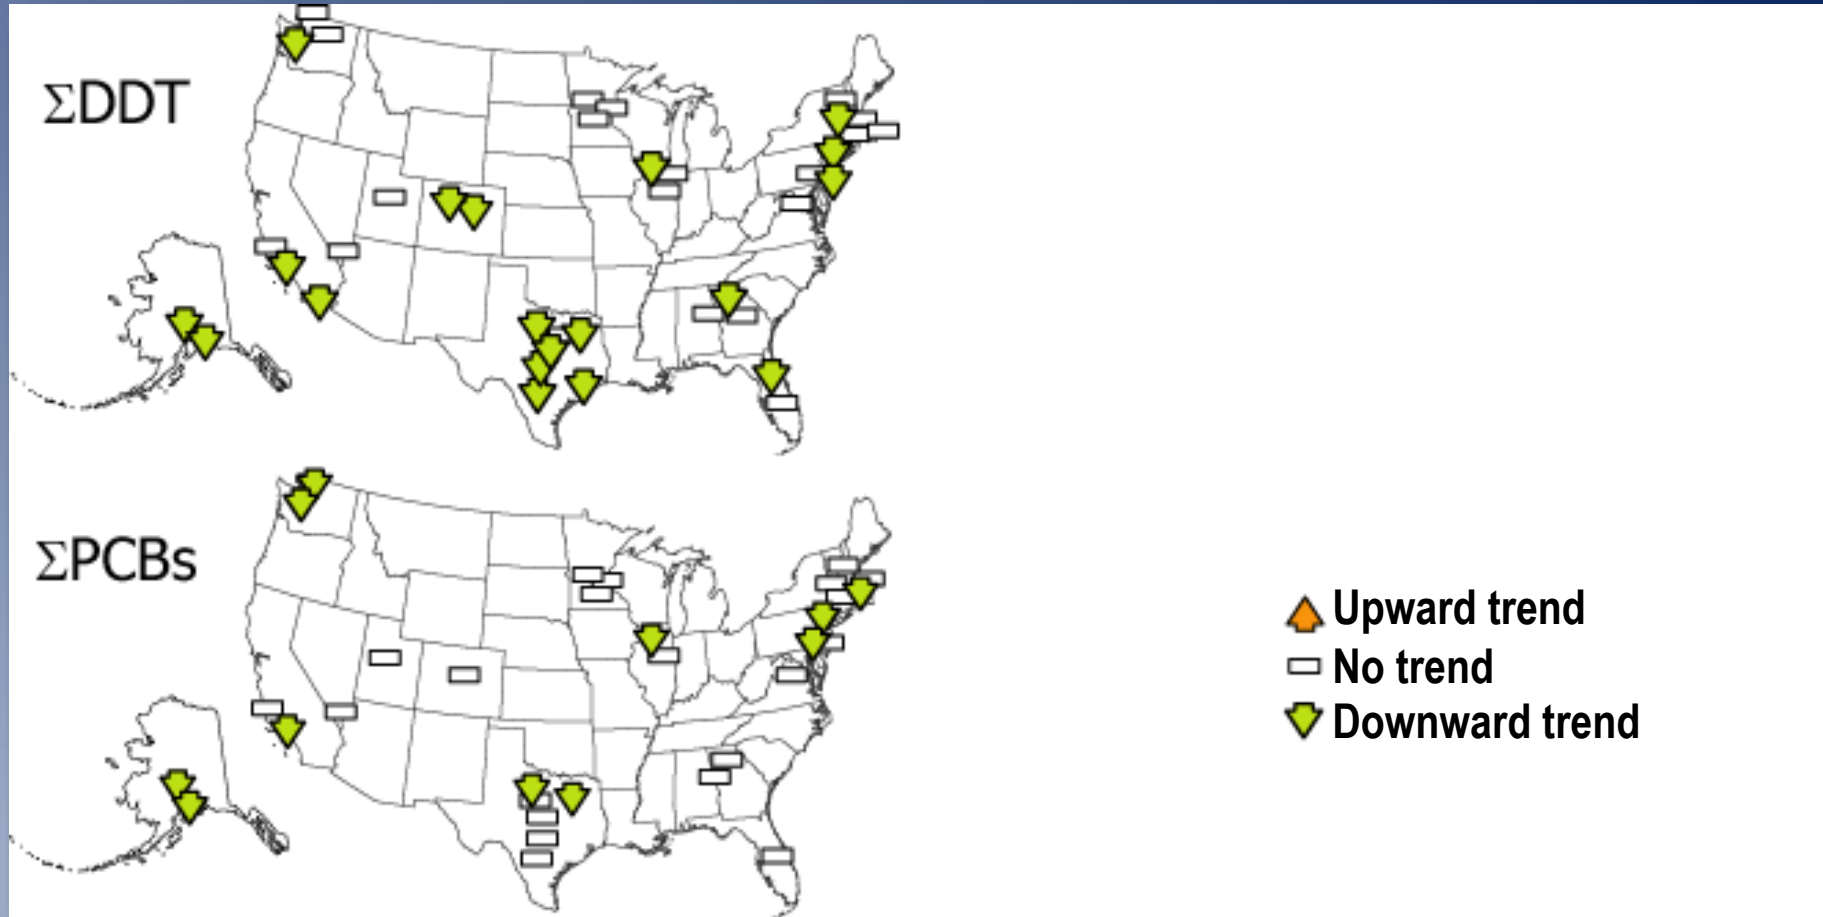 ΣDDT
ΣPCBs
Upward trend
No trend
Downward trend